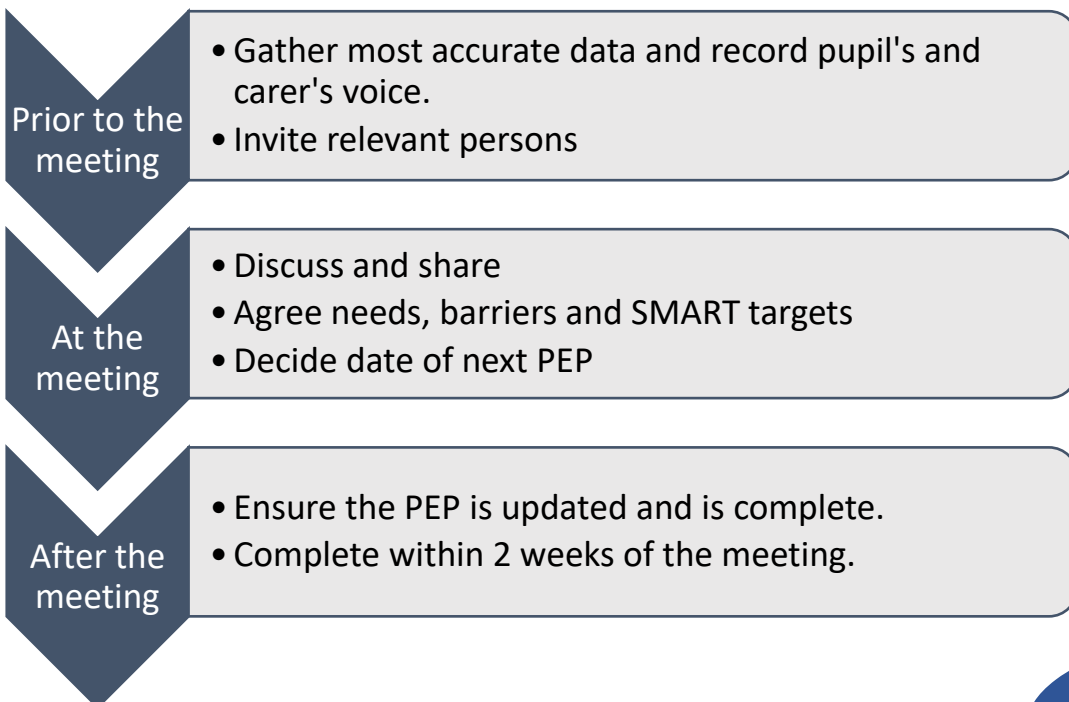 Prior to the
meeting
• Gather most accurate data and record pupil's and
carer's voice.
• Invite relevant persons
At the
meeting
• Discuss and share
• Agree needs, barriers and SMART targets
• Decide date of next PEP
After the
meeting
• Ensure the PEP is updated and is complete.
• Complete within 2 weeks of the meeting.